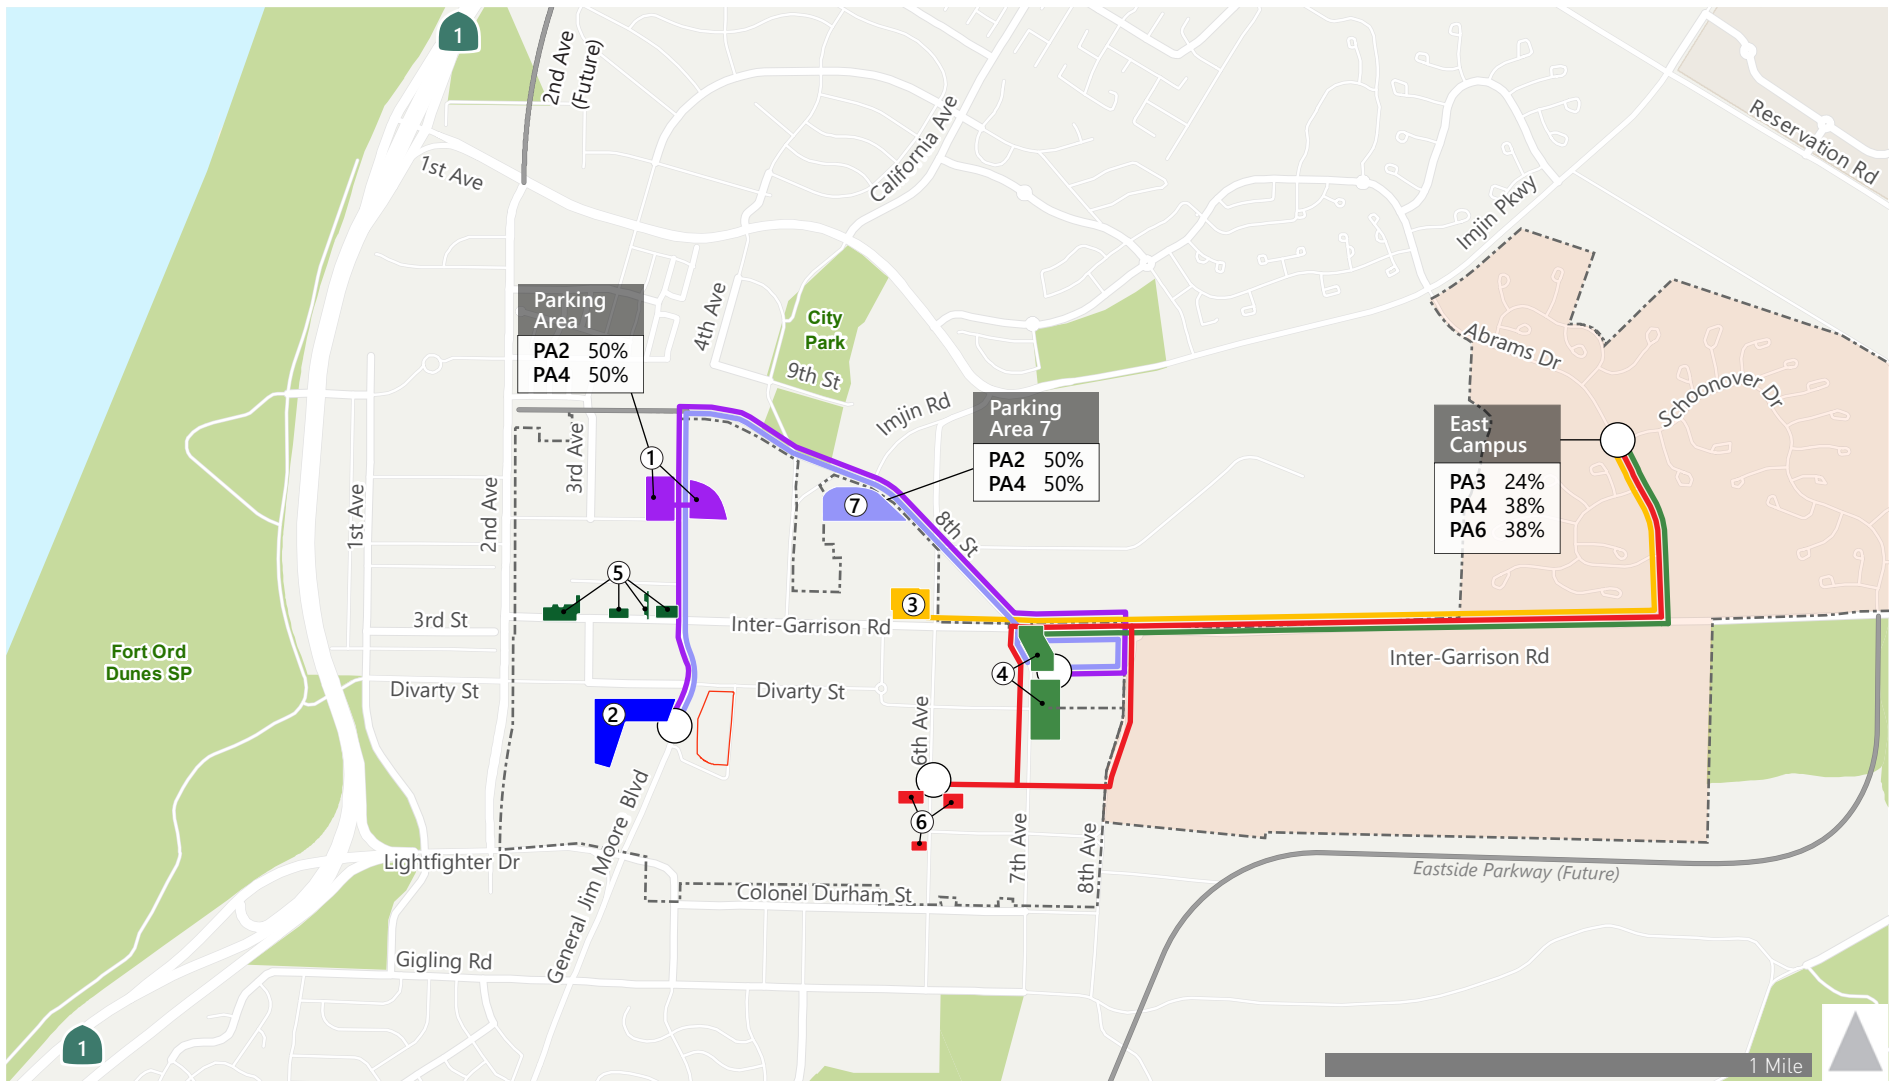 1
2nd Ave
(Future)
1st Ave
California Ave
Reservation Rd
Imjin Pkwy
Parking
Area 1
PA2 50%
PA4 50%
4th Ave
City
Park
9th St
Imjin Rd
Parking
Area 7
PA2 50%
PA4 50%
Abrams Dr
Schoonover Dr
East
Campus
PA3 24%
PA4 38%
PA6 38%
3rd Ave
1
1st Ave
2nd Ave
7
8th St
5
3
3rd St
Inter-Garrison Rd
Inter-Garrison Rd
Fort Ord
Dunes SP
Divarty St
Divarty St
4
2
6th Ave
General Jim Moore Blvd
6
7th Ave
8th Ave
Lightfighter Dr
Eastside Parkway (Future)
Colonel Durham St
Gigling Rd
1
1 Mile